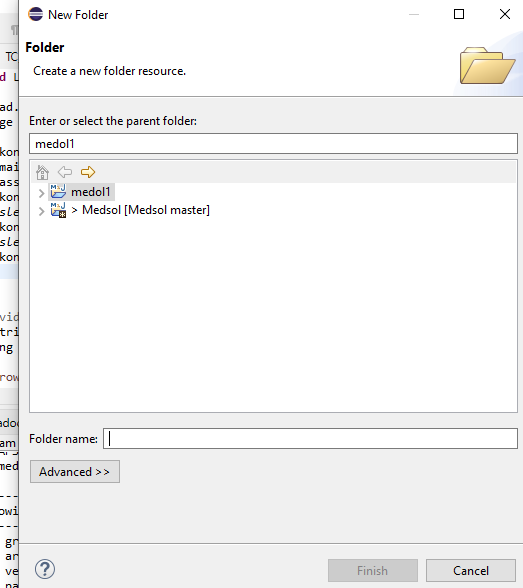 New Folder
Folder
Create a new folder resource.
Enter or select the parent folder:
medol1
medol1
> Medsol [Medsol master]
Folder name:
Advanced >>
Finish
Cancel